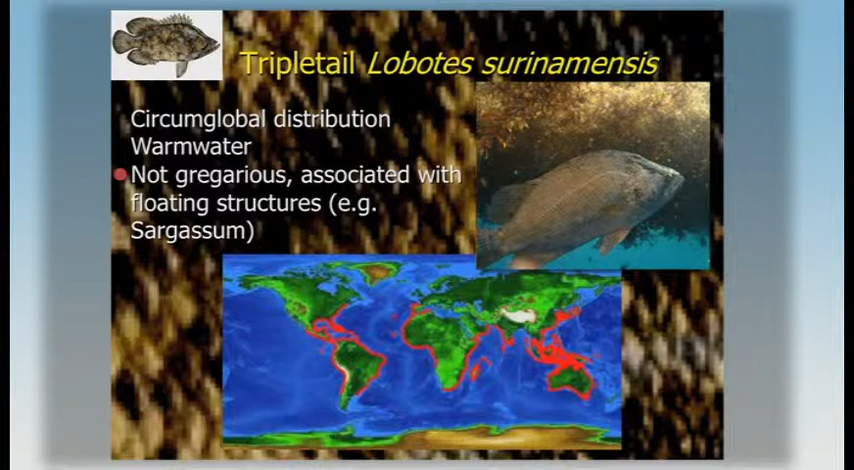 Tripletail Lobotes surinamensis
Circumglobal distribution
Warmwater
Not gregarious, associated with
floating structures (e.g.
Sargassum)